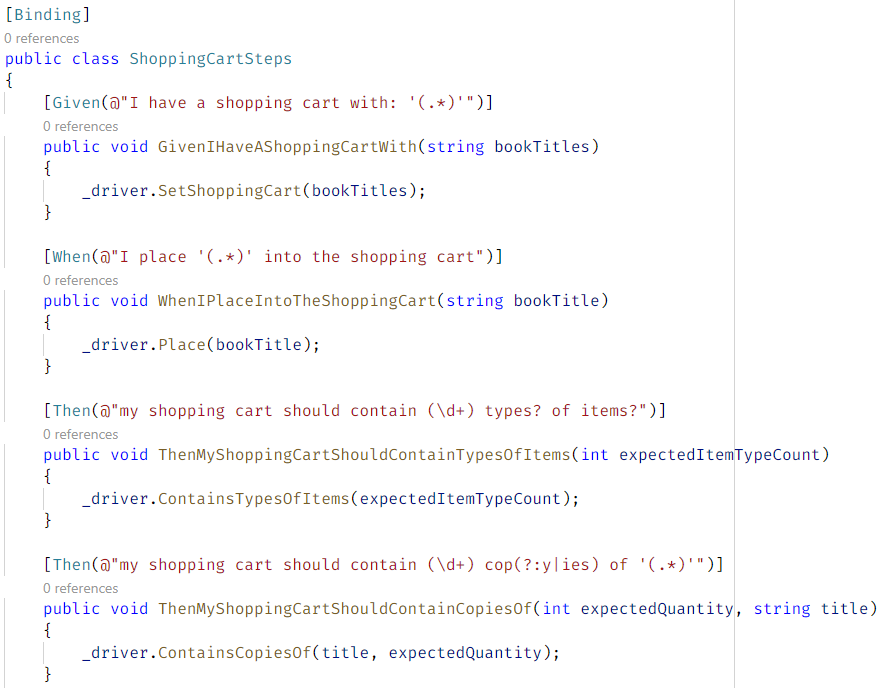 [Binding]
0 references
public class ShoppingCartSteps
{
[Given(@"I have a shopping cart with: '(.*)'")]
0 references
public void GivenIHaveAShoppingCartWith(string bookTitles)
{
_driver.SetShoppingCart(bookTitles);
}
[When(@"I place '(.*)' into the shopping cart")]
0 references
public void WhenIPlaceIntoTheShoppingCart(string bookTitle)
{
_driver.Place(bookTitle);
}
[Then(@"my shopping cart should contain (\d+) types? of items?")]
0 references
public void ThenMyShoppingCartShouldContainTypesOfItems(int expectedItemTypeCount)
{
_driver.ContainsTypesOfItems(expectedItemTypeCount);
}
[Then(@"my shopping cart should contain (\d+) cop(?:y|ies) of '(.*)'")]
0 references
public void ThenMyShoppingCartShouldContainCopiesOf(int expectedQuantity, string title)
{
_driver.ContainsCopiesOf(title, expectedQuantity);
}